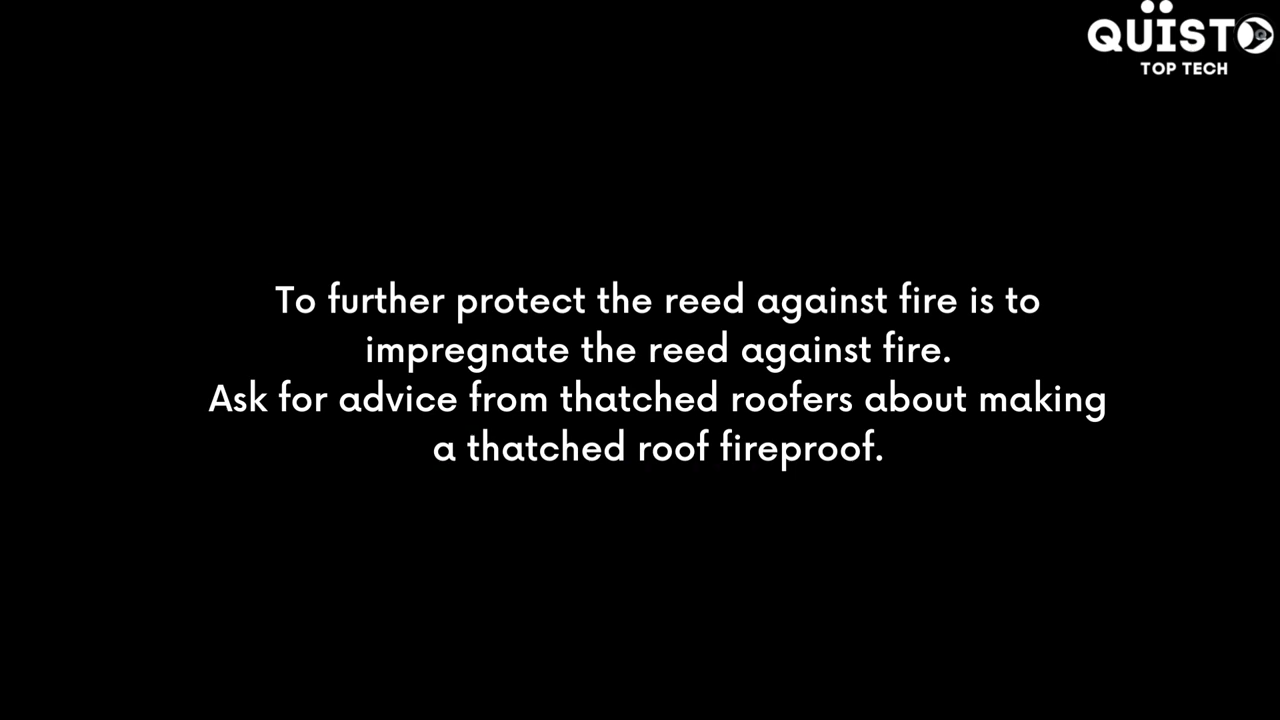 QUÏSTO
TOP TECH
To further protect the reed against fire is to
impregnate the reed against fire.
Ask for advice from thatched roofers about making
a thatched roof fireproof.